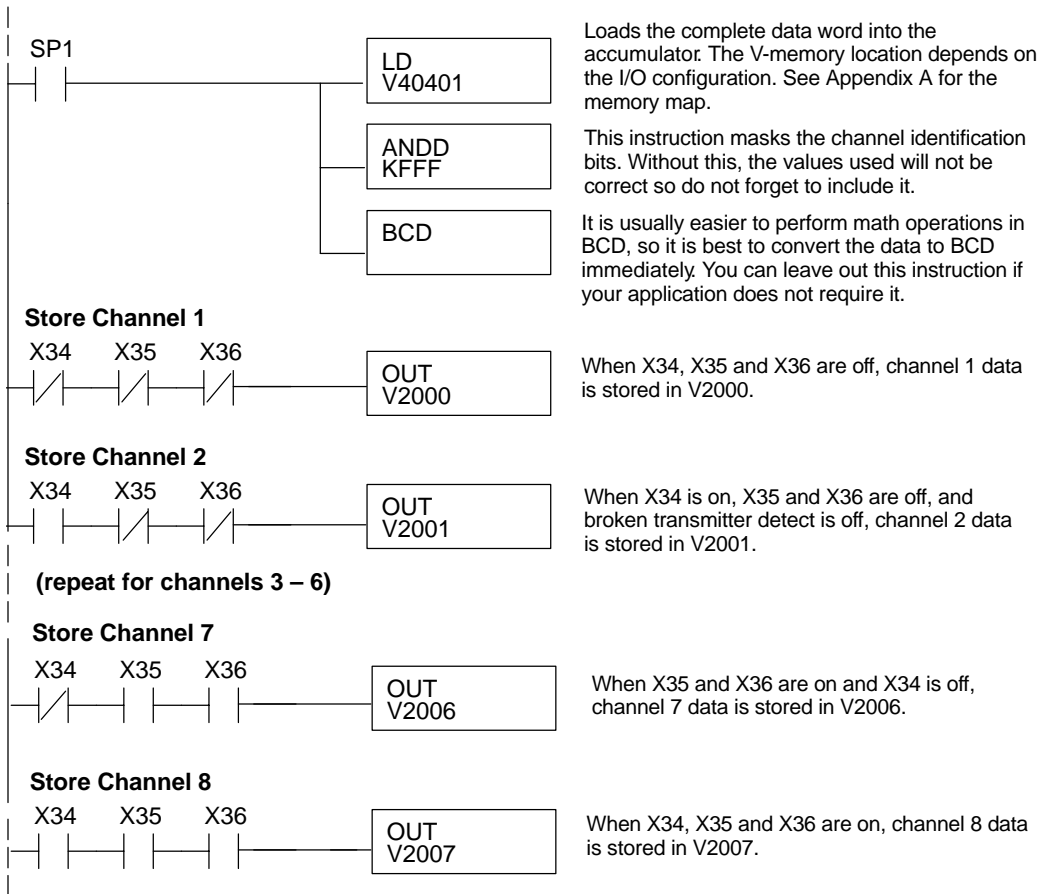 SP1
LD
V40401
Loads the complete data word into the
accumulator. The V-memory location depends on
the I/O configuration. See Appendix A for the
memory map.
ANDD
KFFF
This instruction masks the channel identification
bits. Without this, the values used will not be
correct so do not forget to include it.
BCD
It is usually easier to perform math operations in
BCD, so it is best to convert the data to BCD
immediately. You can leave out this instruction if
your application does not require it.
Store Channel 1
X34 X35 X36
OUT
V2000
When X34, X35 and X36 are off, channel 1 data
is stored in V2000.
Store Channel 2
X34 X35 X36
OUT
V2001
When X34 is on, X35 and X36 are off, and
broken transmitter detect is off, channel 2 data
is stored in V2001.
(repeat for channels 3 – 6)
Store Channel 7
X34 X35 X36
OUT
V2006
When X35 and X36 are on and X34 is off,
channel 7 data is stored in V2006.
Store Channel 8
X34 X35 X36
OUT
V2007
When X34, X35 and X36 are on, channel 8 data
is stored in V2007.